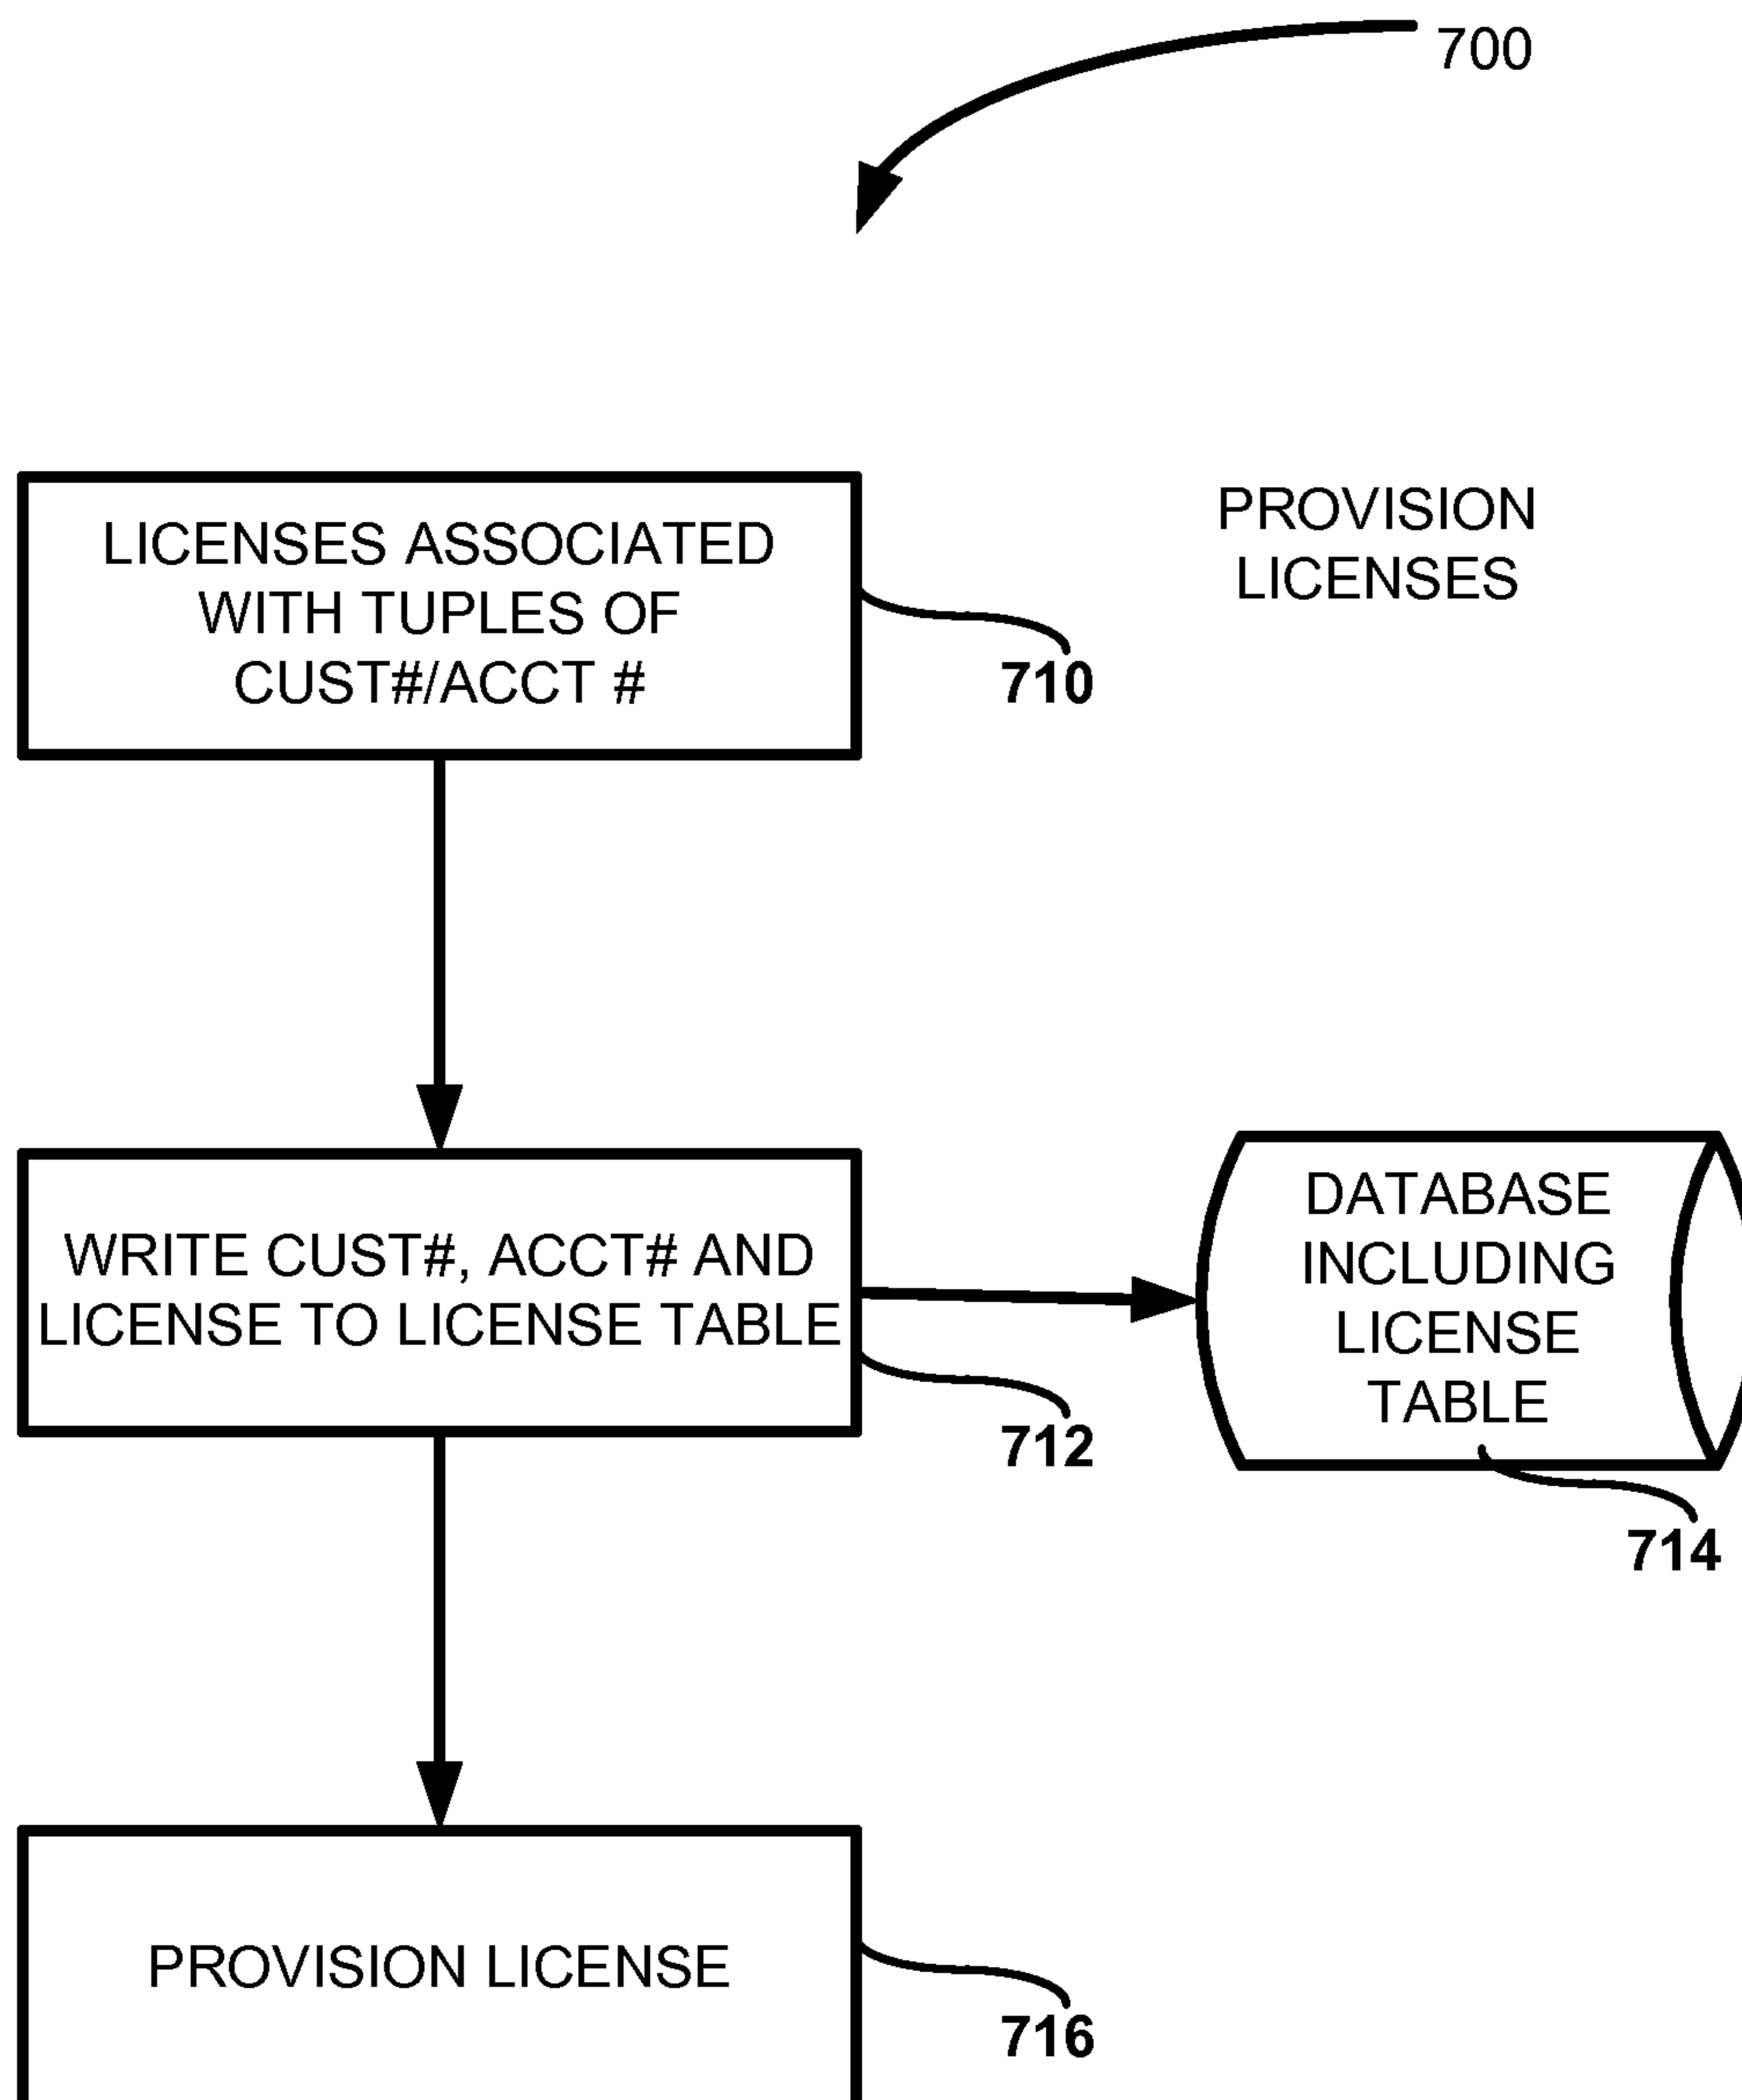 700
LICENSES ASSOCIATED
WITH TUPLES OF
CUST#/ACCT #
710
PROVISION
LICENSES
WRITE CUST#, ACCT# AND
LICENSE TO LICENSE TABLE
712
DATABASE
INCLUDING
LICENSE
TABLE
714
PROVISION LICENSE
716